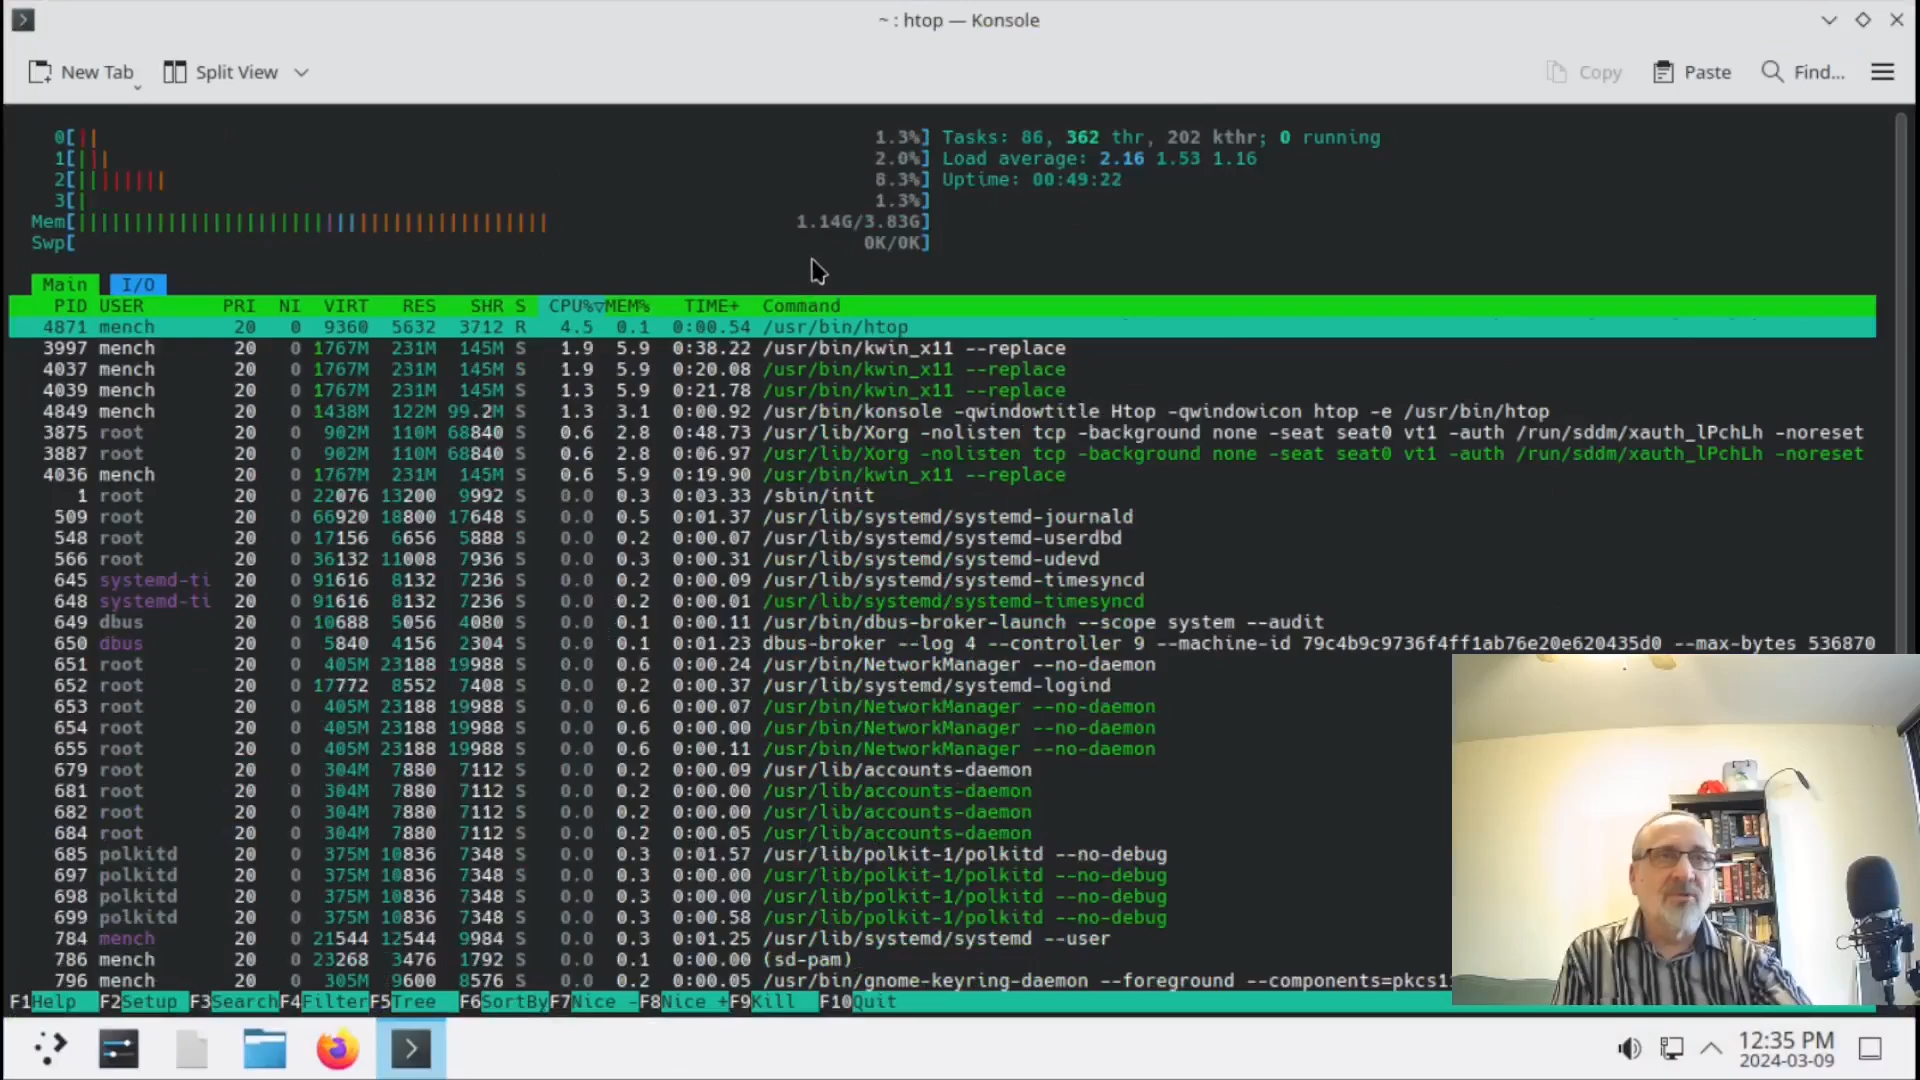 ~ : htop — Konsole
New Tab Split View Copy Paste Find...
0[|| 1.3%] Tasks: 86, 362 thr, 202 kthr; 0 running
1[||| 2.0%] Load average: 2.16 1.53 1.16
2[|||||||| 8.3%] Uptime: 00:49:22
3[| 1.3%]
Mem[|||||||||||||||||||||||||||||||||||||||||| 1.14G/3.83G]
Swp[ 0K/0K]
Main I/O
PID USER PRI NI VIRT RES SHR S CPU%▽MEM% TIME+ Command
4871 mench 20 0 9360 5632 3712 R 4.5 0.1 0:00.54 /usr/bin/htop
3997 mench 20 0 1767M 231M 145M S 1.9 5.9 0:38.22 /usr/bin/kwin_x11 --replace
4037 mench 20 0 1767M 231M 145M S 1.9 5.9 0:20.08 /usr/bin/kwin_x11 --replace
4039 mench 20 0 1767M 231M 145M S 1.3 5.9 0:21.78 /usr/bin/kwin_x11 --replace
4849 mench 20 0 1438M 122M 99.2M S 1.3 3.1 0:00.92 /usr/bin/konsole -qwindowtitle Htop -qwindowicon htop -e /usr/bin/htop
3875 root 20 0 902M 110M 68840 S 0.6 2.8 0:48.73 /usr/lib/Xorg -nolisten tcp -background none -seat seat0 vt1 -auth /run/sddm/xauth_lPchLh -noreset
3887 root 20 0 902M 110M 68840 S 0.6 2.8 0:06.97 /usr/lib/Xorg -nolisten tcp -background none -seat seat0 vt1 -auth /run/sddm/xauth_lPchLh -noreset
4036 mench 20 0 1767M 231M 145M S 0.6 5.9 0:19.90 /usr/bin/kwin_x11 --replace
1 root 20 0 22076 13200 9992 S 0.0 0.3 0:03.33 /sbin/init
509 root 20 0 66920 18800 17648 S 0.0 0.5 0:01.37 /usr/lib/systemd/systemd-journald
548 root 20 0 17156 6656 5888 S 0.0 0.2 0:00.07 /usr/lib/systemd/systemd-userdbd
566 root 20 0 36132 11008 7936 S 0.0 0.3 0:00.31 /usr/lib/systemd/systemd-udevd
645 systemd-ti 20 0 91616 8132 7236 S 0.0 0.2 0:00.09 /usr/lib/systemd/systemd-timesyncd
648 systemd-ti 20 0 91616 8132 7236 S 0.0 0.2 0:00.01 /usr/lib/systemd/systemd-timesyncd
649 dbus 20 0 10688 5056 4080 S 0.0 0.1 0:00.11 /usr/bin/dbus-broker-launch --scope system --audit
650 dbus 20 0 5840 4156 2304 S 0.0 0.1 0:01.23 dbus-broker --log 4 --controller 9 --machine-id 79c4b9c9736f4ff1ab76e20e620435d0 --max-bytes 536870
651 root 20 0 405M 23188 19988 S 0.0 0.6 0:00.24 /usr/bin/NetworkManager --no-daemon
652 root 20 0 17772 8552 7408 S 0.0 0.2 0:00.37 /usr/lib/systemd/systemd-logind
653 root 20 0 405M 23188 19988 S 0.0 0.6 0:00.07 /usr/bin/NetworkManager --no-daemon
654 root 20 0 405M 23188 19988 S 0.0 0.6 0:00.00 /usr/bin/NetworkManager --no-daemon
655 root 20 0 405M 23188 19988 S 0.0 0.6 0:00.11 /usr/bin/NetworkManager --no-daemon
679 root 20 0 304M 7880 7112 S 0.0 0.2 0:00.09 /usr/lib/accounts-daemon
681 root 20 0 304M 7880 7112 S 0.0 0.2 0:00.00 /usr/lib/accounts-daemon
682 root 20 0 304M 7880 7112 S 0.0 0.2 0:00.00 /usr/lib/accounts-daemon
684 root 20 0 304M 7880 7112 S 0.0 0.2 0:00.05 /usr/lib/accounts-daemon
685 polkitd 20 0 375M 10836 7348 S 0.0 0.3 0:01.57 /usr/lib/polkit-1/polkitd --no-debug
697 polkitd 20 0 375M 10836 7348 S 0.0 0.3 0:00.00 /usr/lib/polkit-1/polkitd --no-debug
698 polkitd 20 0 375M 10836 7348 S 0.0 0.3 0:00.00 /usr/lib/polkit-1/polkitd --no-debug
699 polkitd 20 0 375M 10836 7348 S 0.0 0.3 0:00.58 /usr/lib/polkit-1/polkitd --no-debug
784 mench 20 0 21544 12544 9984 S 0.0 0.3 0:01.25 /usr/lib/systemd/systemd --user
786 mench 20 0 23268 3476 1792 S 0.0 0.1 0:00.00 (sd-pam)
796 mench 20 0 305M 9600 8576 S 0.0 0.2 0:00.05 /usr/bin/gnome-keyring-daemon --foreground --components=pkcs1
F1Help F2Setup F3SearchF4FilterF5Tree F6SortByF7Nice -F8Nice +F9Kill F10Quit
12:35 PM
2024-03-09